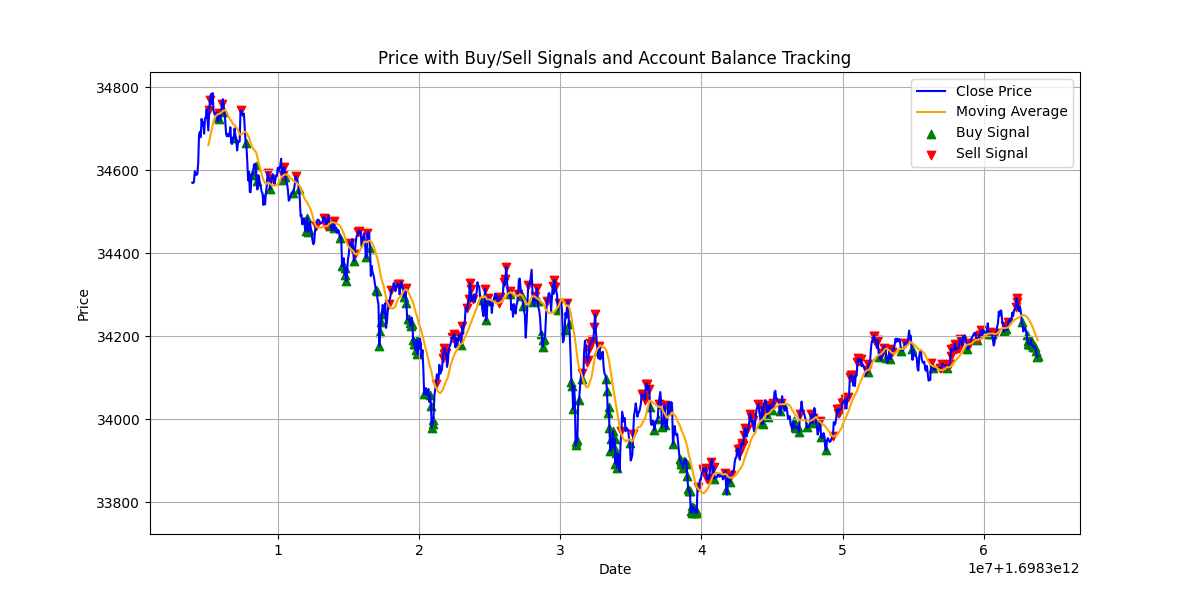 Price with Buy/Sell Signals and Account Balance Tracking
Close Price
Moving Average
Buy Signal
Sell Signal
34800
34600
34400
34200
34000
33800
Price
1 2 3 4 5 6
Date
1e7+1.6983e12